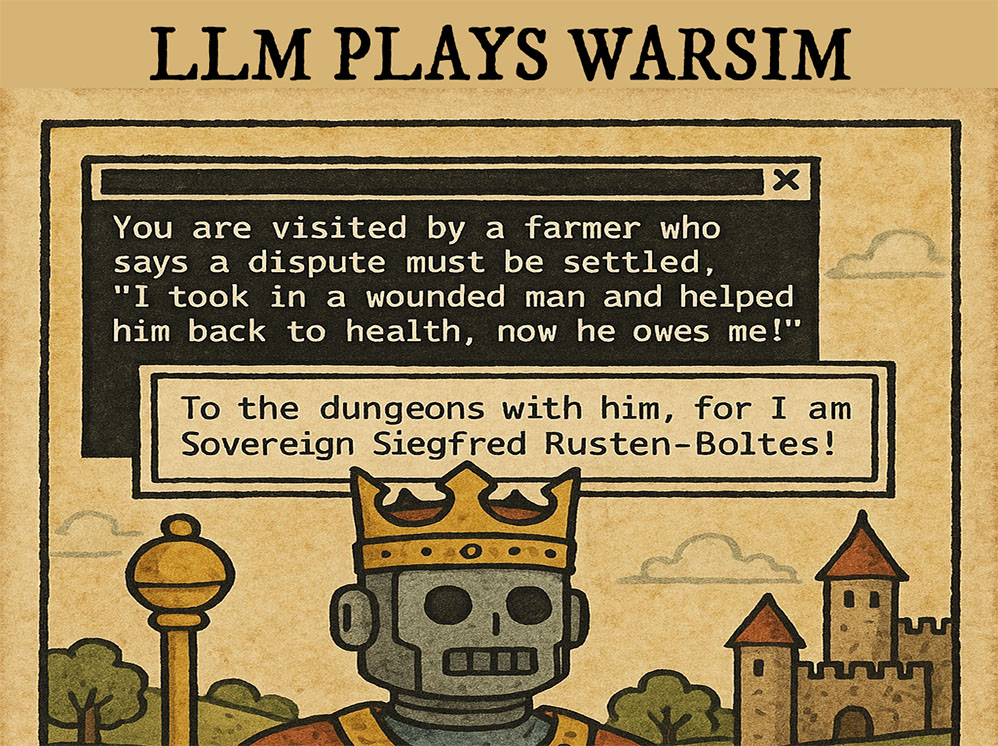 LLM PLAYS WARSIM
You are visited by a farmer who
says a dispute must be settled,
"I took in a wounded man and helped
him back to health, now he owes me!"
To the dungeons with him, for I am
Sovereign Siegfred Rusten-Boltes!